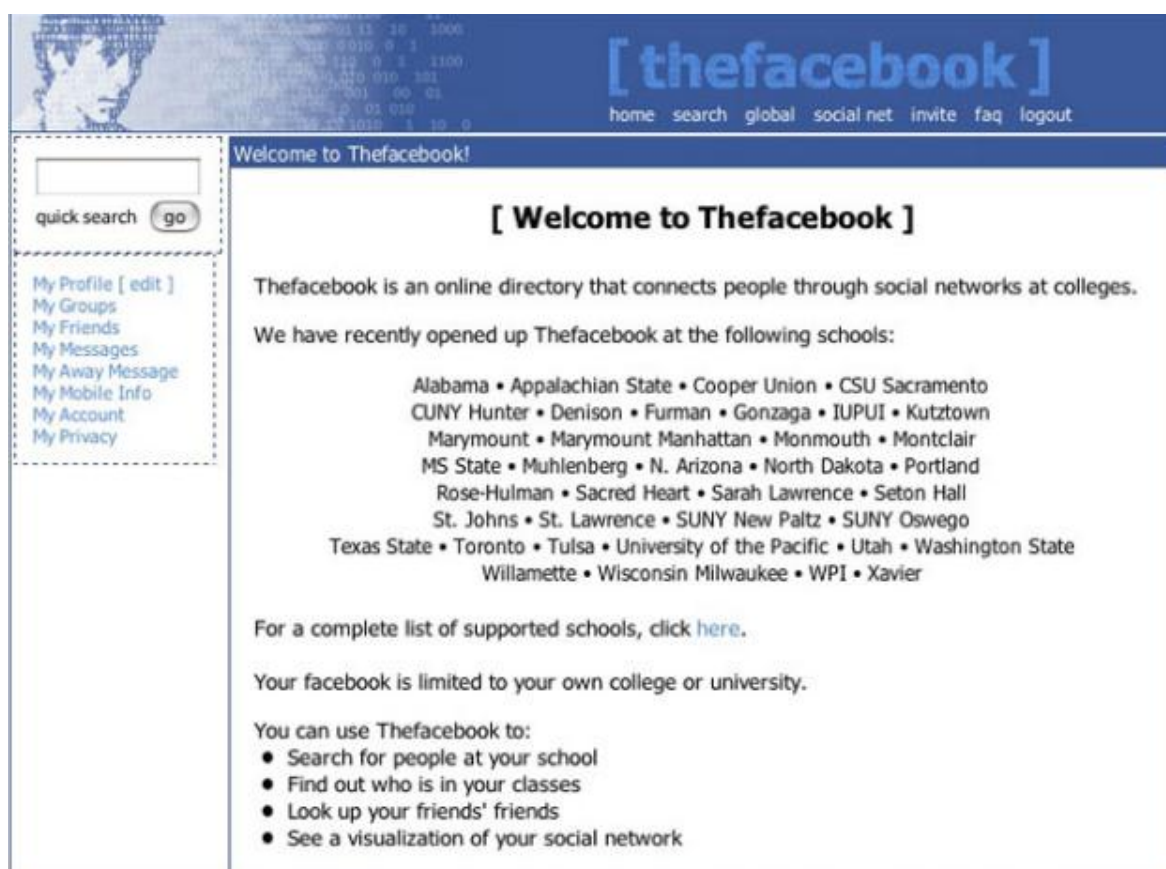 [ thefacebook ]
home search global social net invite faq logout
quick search go
My Profile [ edit ]
My Groups
My Friends
My Messages
My Away Message
My Mobile Info
My Account
My Privacy
Welcome to Thefacebook!
[ Welcome to Thefacebook ]
Thefacebook is an online directory that connects people through social networks at colleges.
We have recently opened up Thefacebook at the following schools:
Alabama • Appalachian State • Cooper Union • CSU Sacramento
CUNY Hunter • Denison • Furman • Gonzaga • IUPUI • Kutztown
Marymount • Marymount Manhattan • Monmouth • Montclair
MS State • Muhlenberg • N. Arizona • North Dakota • Portland
Rose-Hulman • Sacred Heart • Sarah Lawrence • Seton Hall
St. Johns • St. Lawrence • SUNY New Paltz • SUNY Oswego
Texas State • Toronto • Tulsa • University of the Pacific • Utah • Washington State
Willamette • Wisconsin Milwaukee • WPI • Xavier
For a complete list of supported schools, click here.
Your facebook is limited to your own college or university.
You can use Thefacebook to:
• Search for people at your school
• Find out who is in your classes
• Look up your friends' friends
• See a visualization of your social network